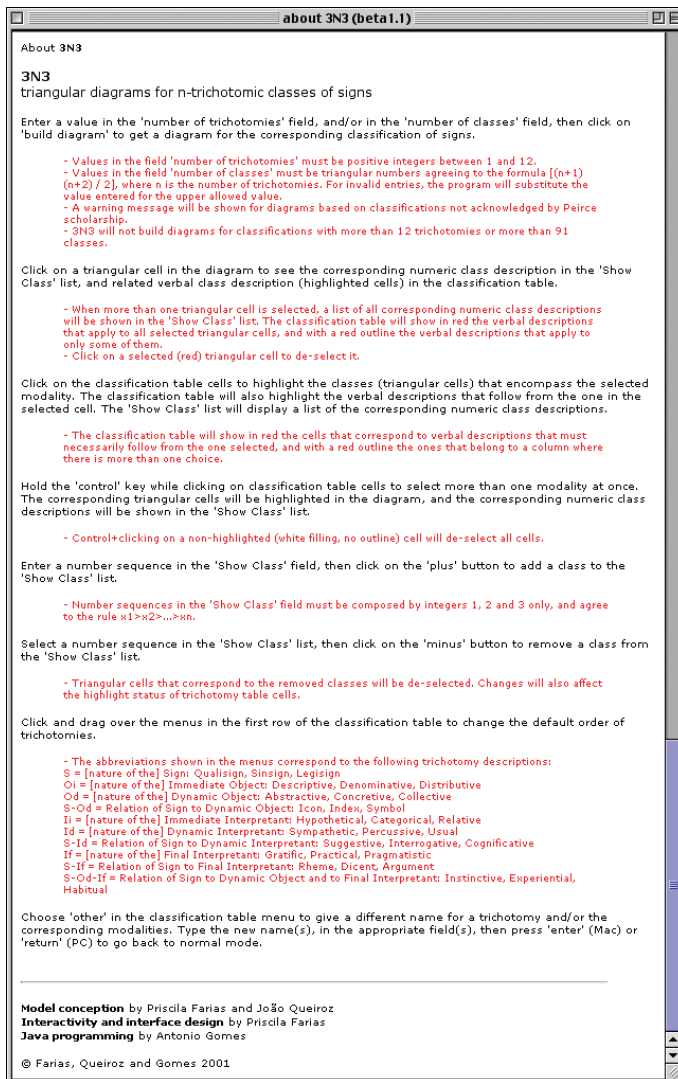 about 3N3 (beta1.1)
About 3N3
3N3
triangular diagrams for n-trichotomic classes of signs
Enter a value in the 'number of trichotomies' field, and/or in the 'number of classes' field, then click on
'build diagram' to get a diagram for the corresponding classification of signs.
- Values in the field 'number of trichotomies' must be positive integers between 1 and 12.
- Values in the field 'number of classes' must be triangular numbers agreeing to the formula [(n+1)
(n+2) / 2], where n is the number of trichotomies. For invalid entries, the program will substitute the
value entered for the upper allowed value.
- A warning message will be shown for diagrams based on classifications not acknowledged by Peirce
scholarship.
- 3N3 will not build diagrams for classifications with more than 12 trichotomies or more than 91
classes.
Click on a triangular cell in the diagram to see the corresponding numeric class description in the 'Show
Class' list, and related verbal class description (highlighted cells) in the classification table.
- When more than one triangular cell is selected, a list of all corresponding numeric class descriptions
will be shown in the 'Show Class' list. The classification table will show in red the verbal descriptions
that apply to all selected triangular cells, and with a red outline the verbal descriptions that apply to
only some of them.
- Click on a selected (red) triangular cell to de-select it.
Click on the classification table cells to highlight the classes (triangular cells) that encompass the selected
modality. The classification table will also highlight the verbal descriptions that follow from the one in the
selected cell. The 'Show Class' list will display a list of the corresponding numeric class descriptions.
- The classification table will show in red the cells that correspond to verbal descriptions that must
necessarily follow from the one selected, and with a red outline the ones that belong to a column where
there is more than one choice.
Hold the 'control' key while clicking on classification table cells to select more than one modality at once.
The corresponding triangular cells will be highlighted in the diagram, and the corresponding numeric class
descriptions will be shown in the 'Show Class' list.
- Control+clicking on a non-highlighted (white filling, no outline) cell will de-select all cells.
Enter a number sequence in the 'Show Class' field, then click on the 'plus' button to add a class to the
'Show Class' list.
- Number sequences in the 'Show Class' field must be composed by integers 1, 2 and 3 only, and agree
to the rule x1>x2>...>xn.
Select a number sequence in the 'Show Class' list, then click on the 'minus' button to remove a class from
the 'Show Class' list.
- Triangular cells that correspond to the removed classes will be de-selected. Changes will also affect
the highlight status of trichotomy table cells.
Click and drag over the menus in the first row of the classification table to change the default order of
trichotomies.
- The abbreviations shown in the menus correspond to the following trichotomy descriptions:
S = [nature of the] Sign: Qualisign, Sinsign, Legisign
Oi = [nature of the] Immediate Object: Descriptive, Denominative, Distributive
Od = [nature of the] Dynamic Object: Abstractive, Concretive, Collective
S-Od = Relation of Sign to Dynamic Object: Icon, Index, Symbol
Ii = [nature of the] Immediate Interpretant: Hypothetical, Categorical, Relative
Id = [nature of the] Dynamic Interpretant: Sympathetic, Percussive, Usual
S-Id = Relation of Sign to Dynamic Interpretant: Suggestive, Interrogative, Cognificative
If = [nature of the] Final Interpretant: Gratific, Practical, Pragmatistic
S-If = Relation of Sign to Final Interpretant: Rheme, Dicent, Argument
S-Od-If = Relation of Sign to Dynamic Object and to Final Interpretant: Instinctive, Experiential,
Habitual
Choose 'other' in the classification table menu to give a different name for a trichotomy and/or the
corresponding modalities. Type the new name(s), in the appropriate field(s), then press 'enter' (Mac) or
'return' (PC) to go back to normal mode.
Model conception by Priscila Farias and João Queiroz
Interactivity and interface design by Priscila Farias
Java programming by Antonio Gomes
© Farias, Queiroz and Gomes 2001